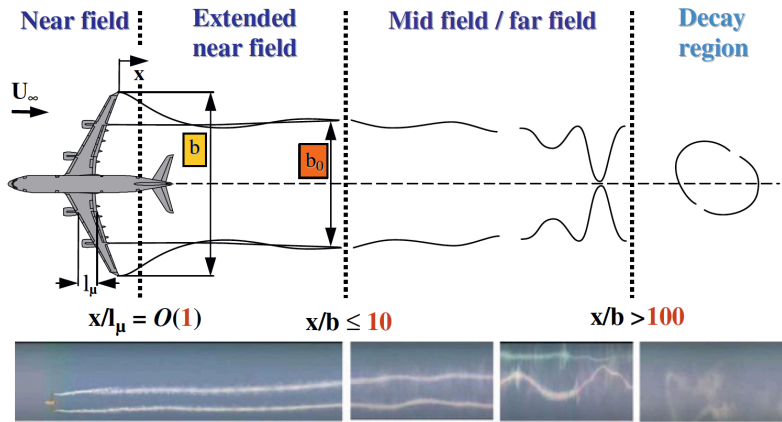 Near field
Extended
near field
Mid field / far field
Decay
region
x
U∞
b
b₀
lμ
x/lμ = O(1)
x/b ≤ 10
x/b >100